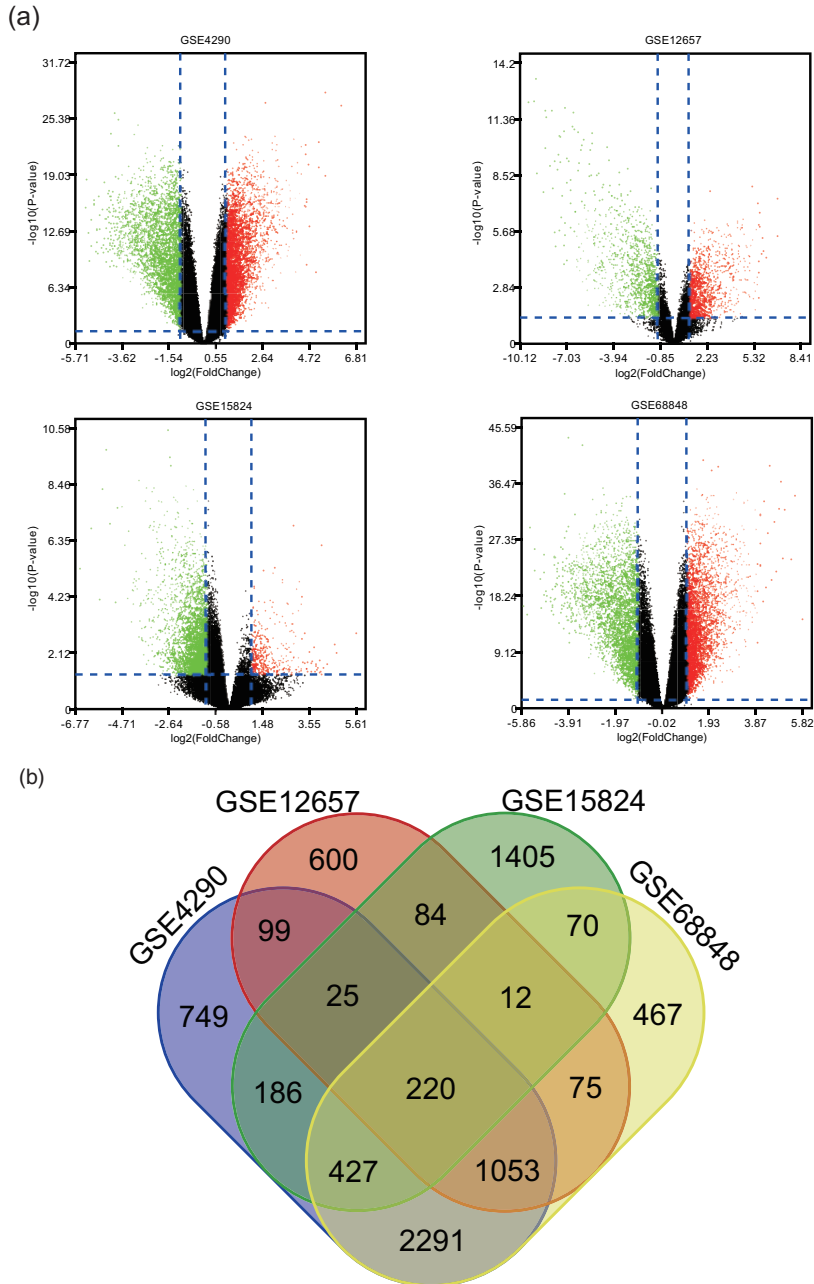 (a)
GSE4290
-log10(P-value)
31.72
25.38
19.03
12.69
6.34
0
-5.71 -3.62 -1.54 0.55 2.64 4.72 6.81
log2(FoldChange)
GSE12657
-log10(P-value)
14.2
11.36
8.52
5.68
2.84
0
-10.12 -7.03 -3.94 -0.85 2.23 5.32 8.41
log2(FoldChange)
GSE15824
-log10(P-value)
10.58
8.46
6.35
4.23
2.12
0
-6.77 -4.71 -2.64 -0.58 1.48 3.55 5.61
log2(FoldChange)
GSE68848
-log10(P-value)
45.59
36.47
27.35
18.24
9.12
0
-5.86 -3.91 -1.97 -0.02 1.93 3.87 5.82
log2(FoldChange)
(b)
GSE12657 GSE15824
GSE4290 GSE68848
600 1405
99 84 70
749 25 12 467
186 220 75
427 1053
2291